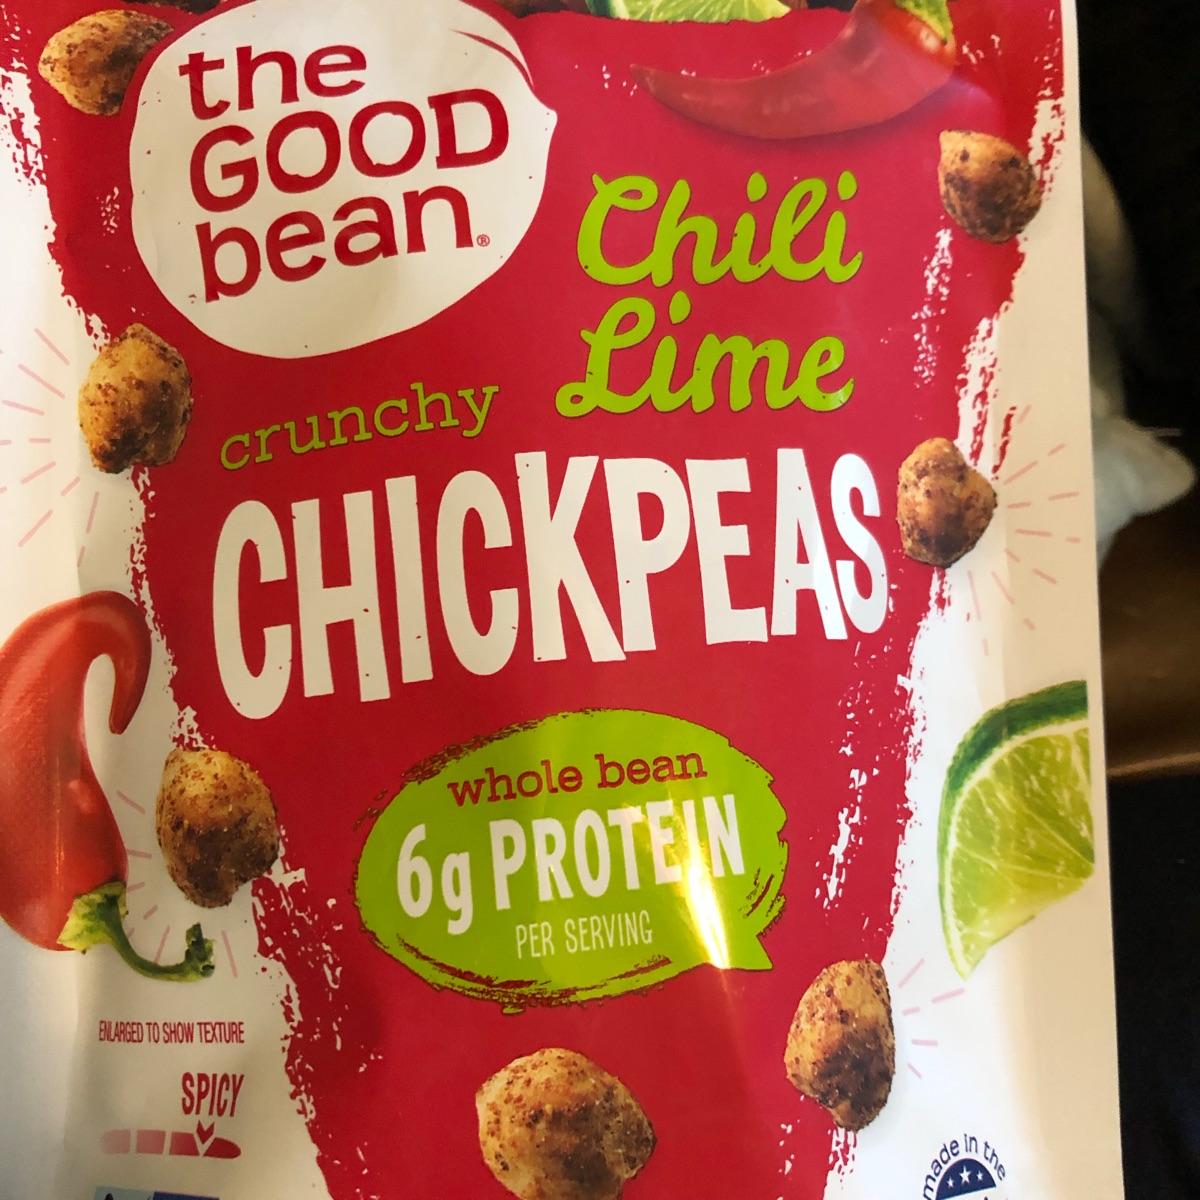 the
GOOD
bean®
Chili
Lime
crunchy
CHICKPEAS
whole bean
6g PROTEIN
PER SERVING
ENLARGED TO SHOW TEXTURE
SPICY
made in the